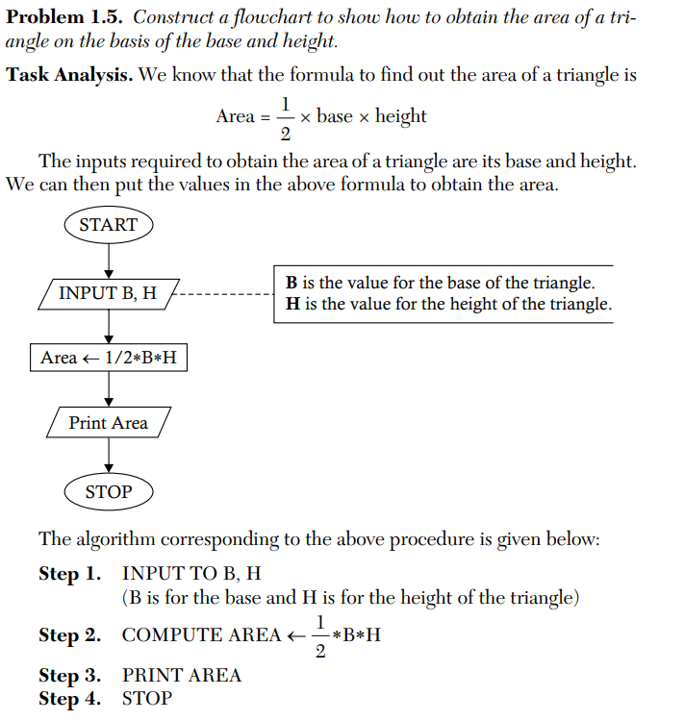 Problem 1.5. Construct a flowchart to show how to obtain the area of a tri-
angle on the basis of the base and height.
Task Analysis. We know that the formula to find out the area of a triangle is
Area = 1/2 × base × height
The inputs required to obtain the area of a triangle are its base and height.
We can then put the values in the above formula to obtain the area.
START
INPUT B, H
B is the value for the base of the triangle.
H is the value for the height of the triangle.
Area ← 1/2*B*H
Print Area
STOP
The algorithm corresponding to the above procedure is given below:
Step 1. INPUT TO B, H
(B is for the base and H is for the height of the triangle)
Step 2. COMPUTE AREA ← 1/2 *B*H
Step 3. PRINT AREA
Step 4. STOP